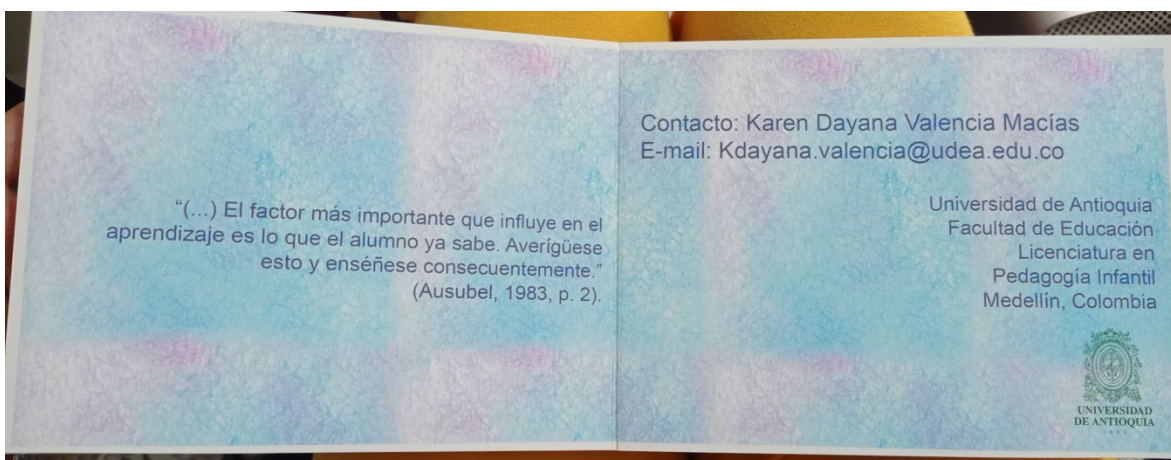 “(...) El factor más importante que influye en el
aprendizaje es lo que el alumno ya sabe. Averígüese
esto y enséñese consecuentemente.”
(Ausubel, 1983, p. 2).
Contacto: Karen Dayana Valencia Macías
E-mail: Kdayana.valencia@udea.edu.co
Universidad de Antioquia
Facultad de Educación
Licenciatura en
Pedagogía Infantil
Medellín, Colombia
UNIVERSIDAD
DE ANTIOQUIA